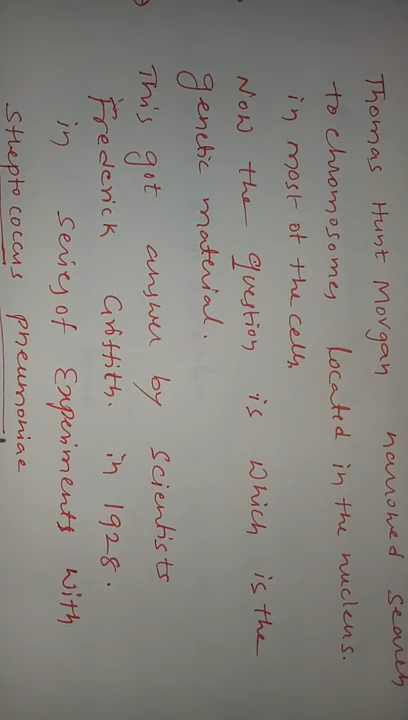 Thomas Hunt Morgan narrowed search
to chromosomes located in the nucleus.
in most of the cells
Now the question is which is the
genetic material.
This got answer by scientists
Frederick Griffith. in 1928.
in series of Experiments with
Streptococcus pneumoniae